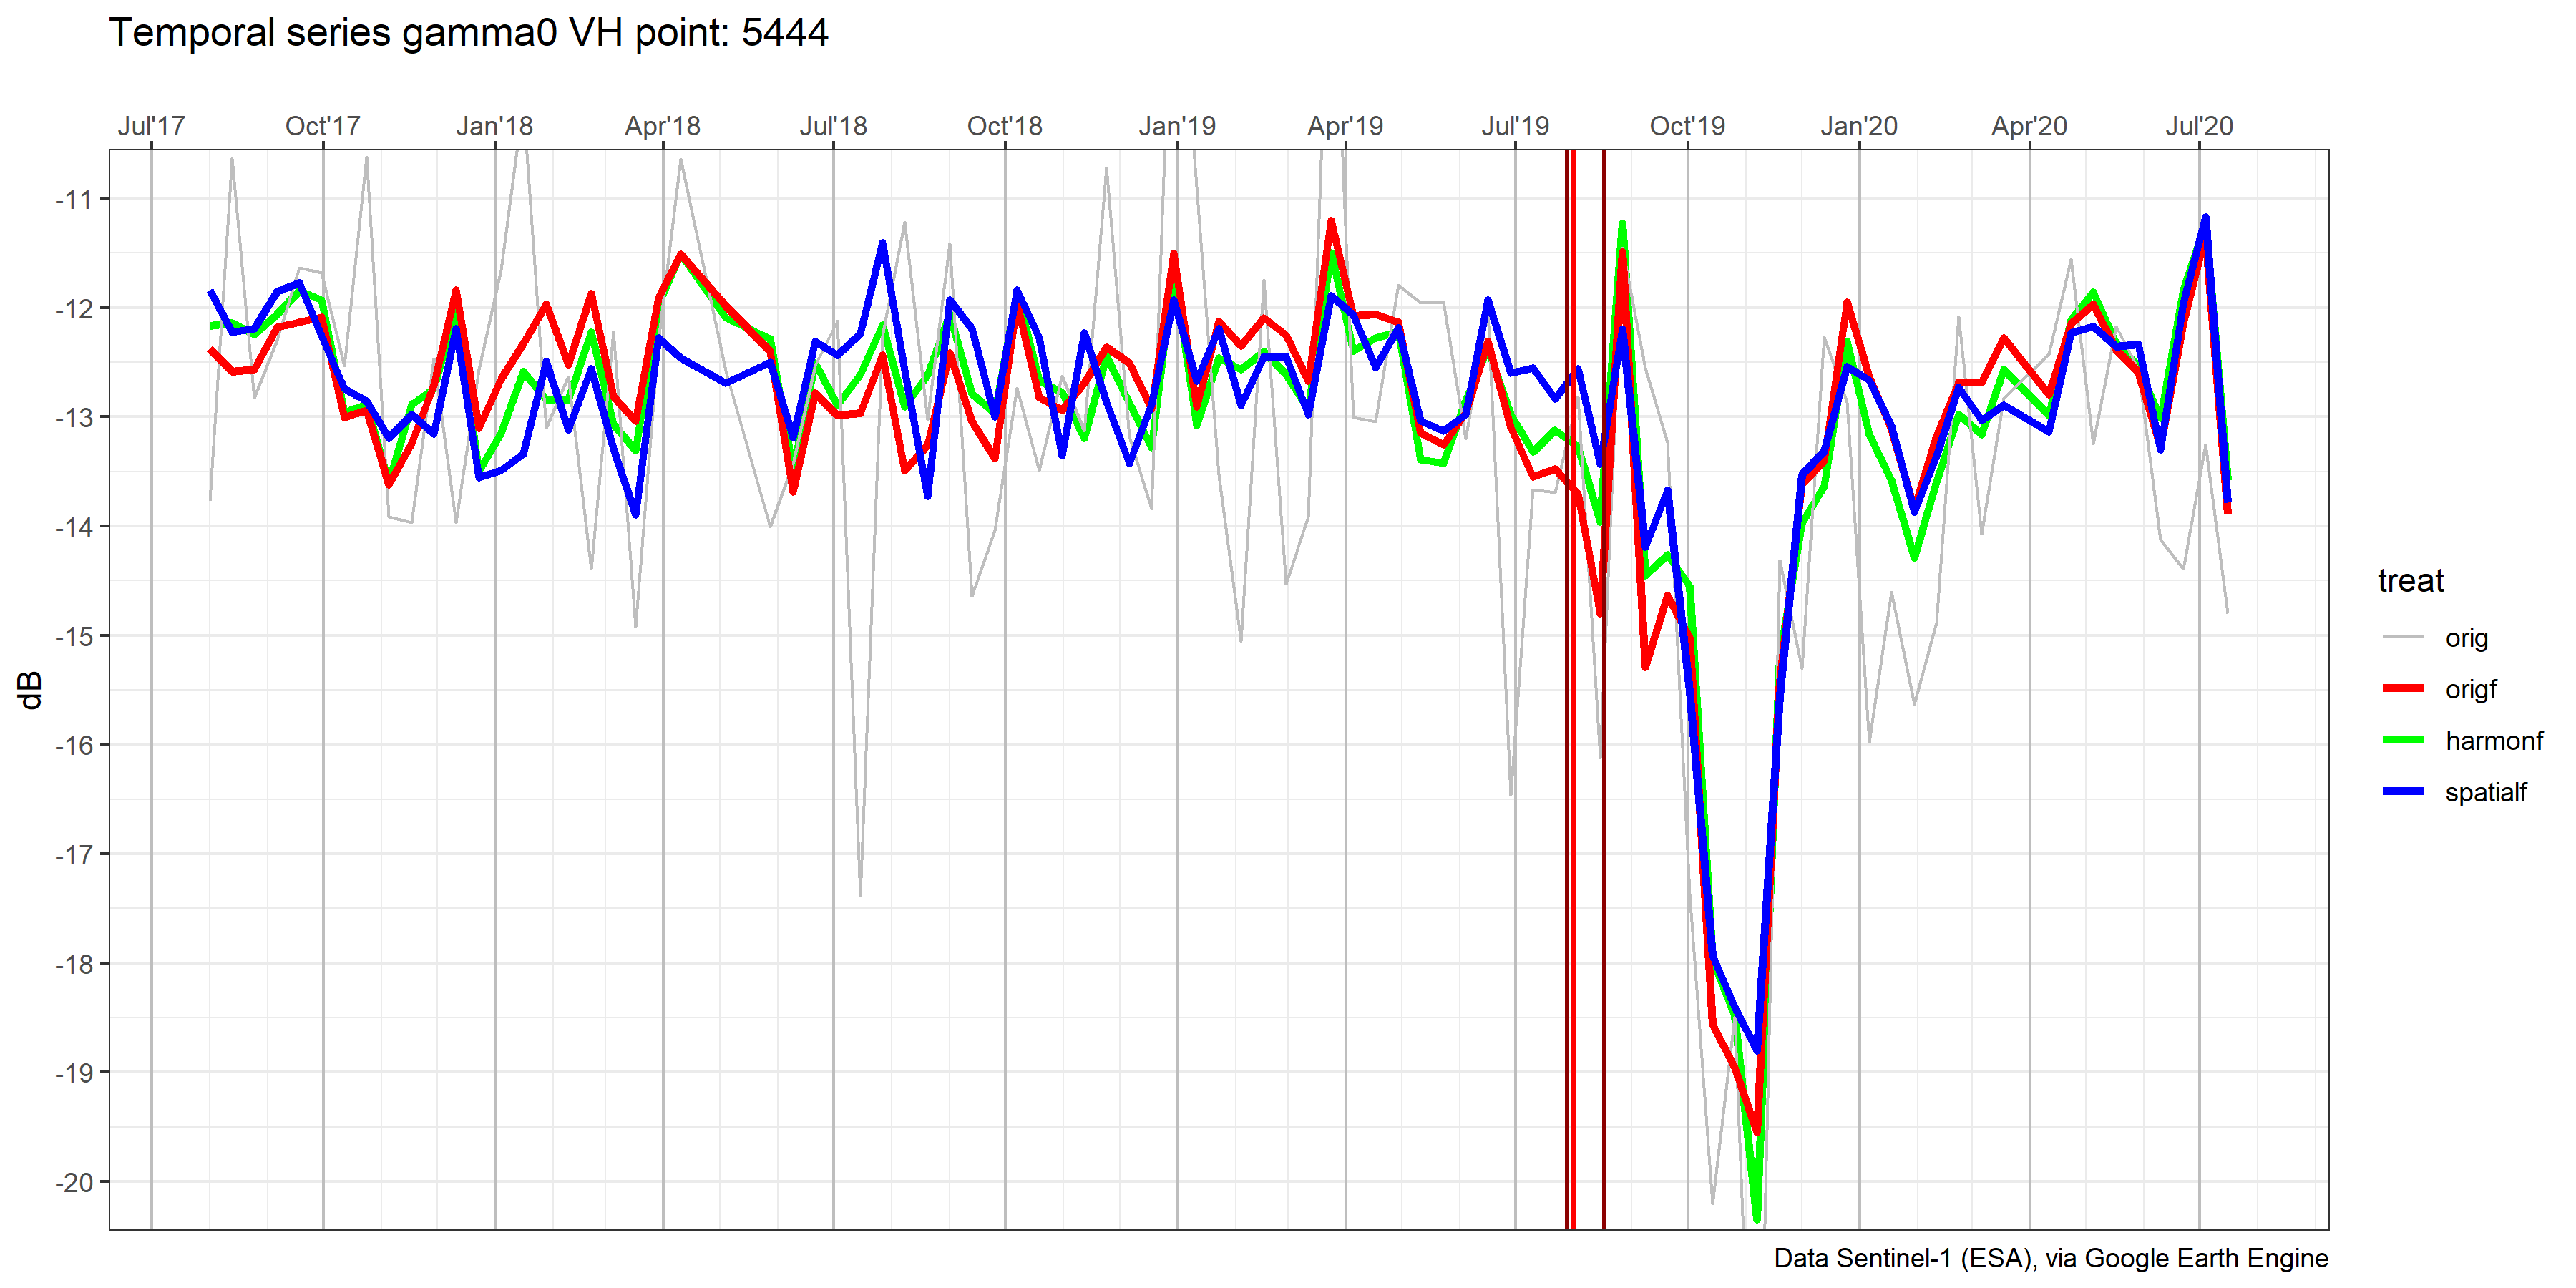 Temporal series gamma0 VH point: 5444
Jul'17 Oct'17 Jan'18 Apr'18 Jul'18 Oct'18 Jan'19 Apr'19 Jul'19 Oct'19 Jan'20 Apr'20 Jul'20
-11
-12
-13
-14
-15
-16
-17
-18
-19
-20
dB
treat
orig
origf
harmonf
spatialf
Data Sentinel-1 (ESA), via Google Earth Engine